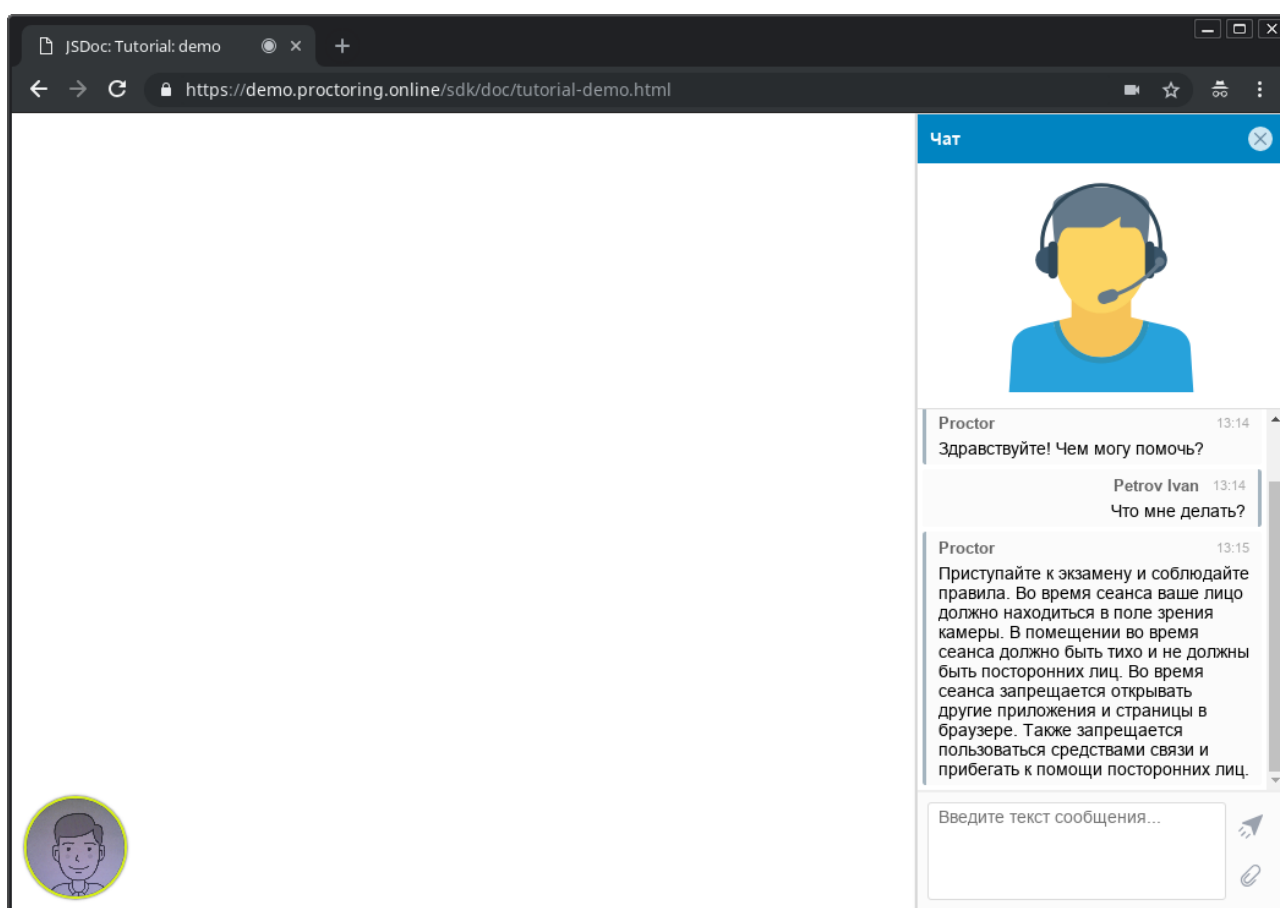 JSDoc: Tutorial: demo
https://demo.proctoring.online/sdk/doc/tutorial-demo.html
Чат
Proctor 13:14
Здравствуйте! Чем могу помочь?
Petrov Ivan 13:14
Что мне делать?
Proctor 13:15
Приступайте к экзамену и соблюдайте
правила. Во время сеанса ваше лицо
должно находиться в поле зрения
камеры. В помещении во время
сеанса должно быть тихо и не должны
быть посторонних лиц. Во время
сеанса запрещается открывать
другие приложения и страницы в
браузере. Также запрещается
пользоваться средствами связи и
прибегать к помощи посторонних лиц.
Введите текст сообщения...